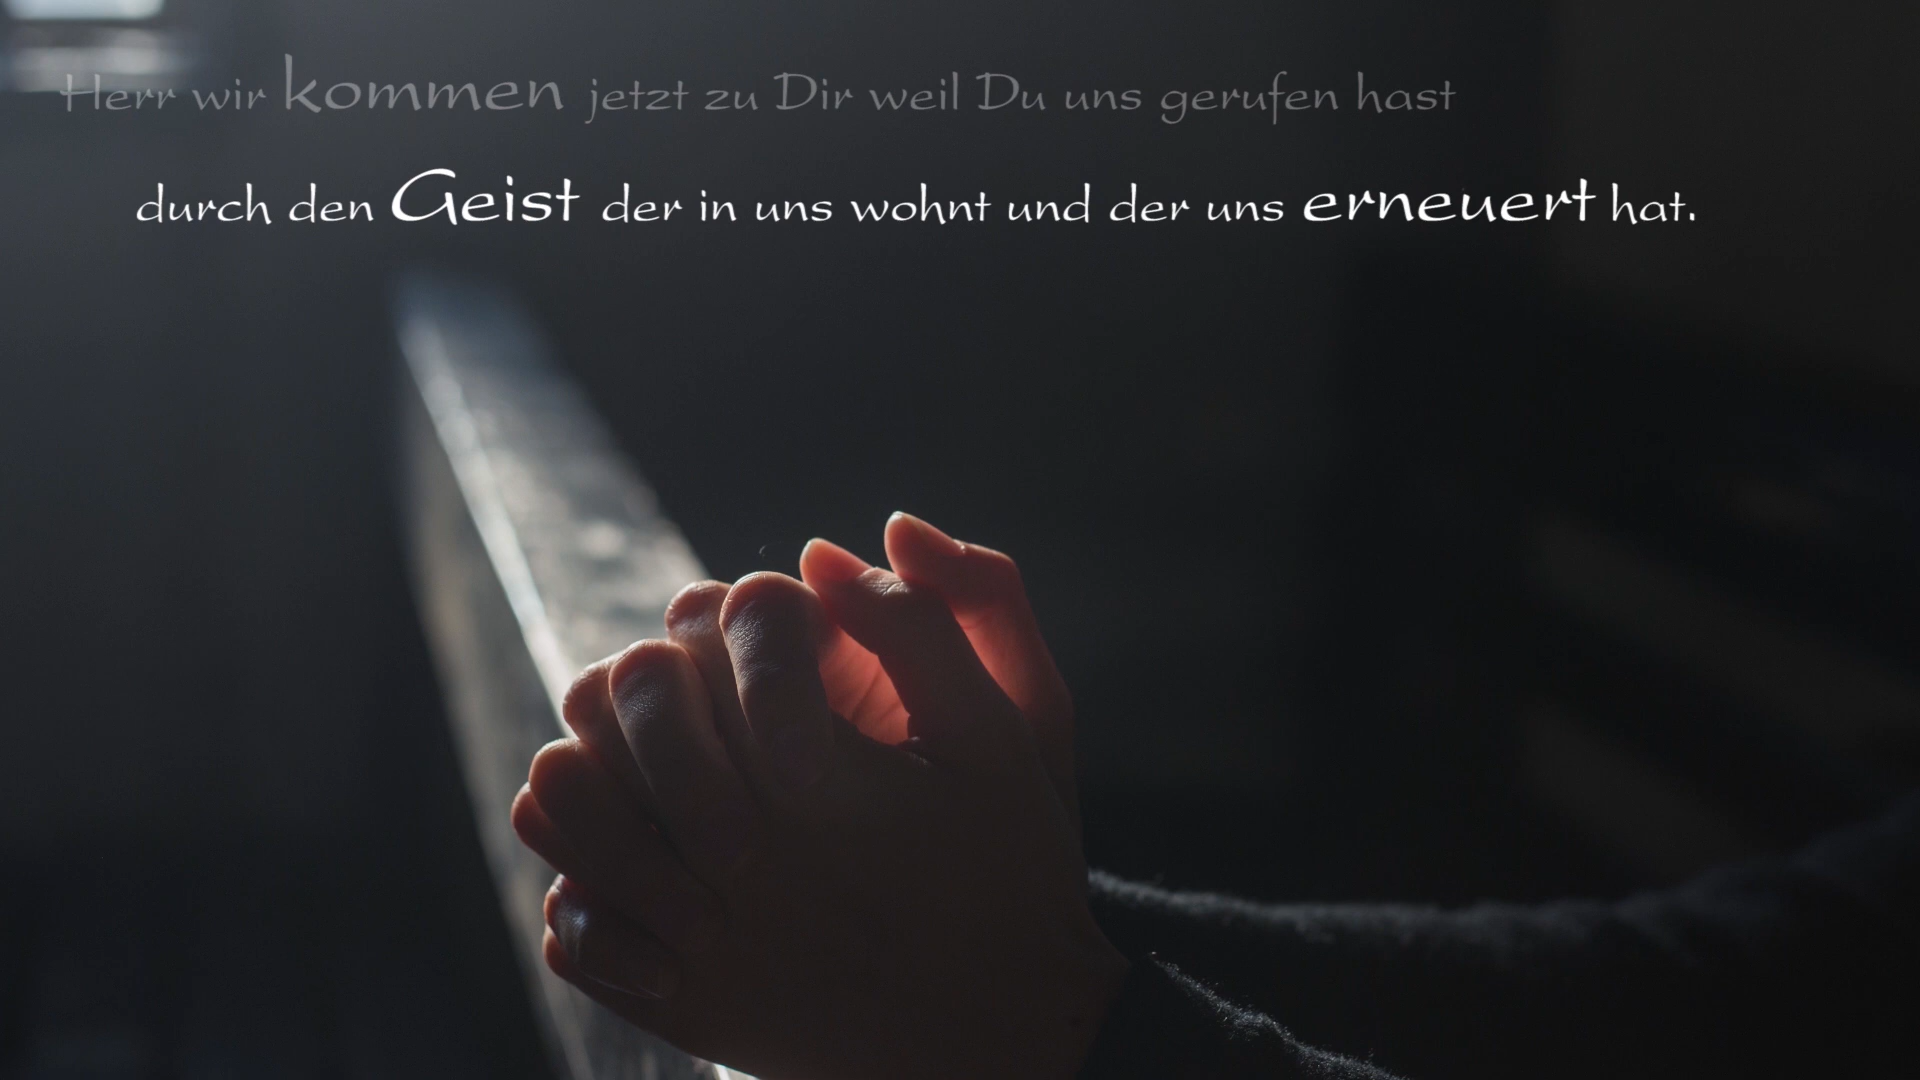 Herr wir kommen jetzt zu Dir weil Du uns gerufen hast
durch den Geist der in uns wohnt und der uns erneuert hat.